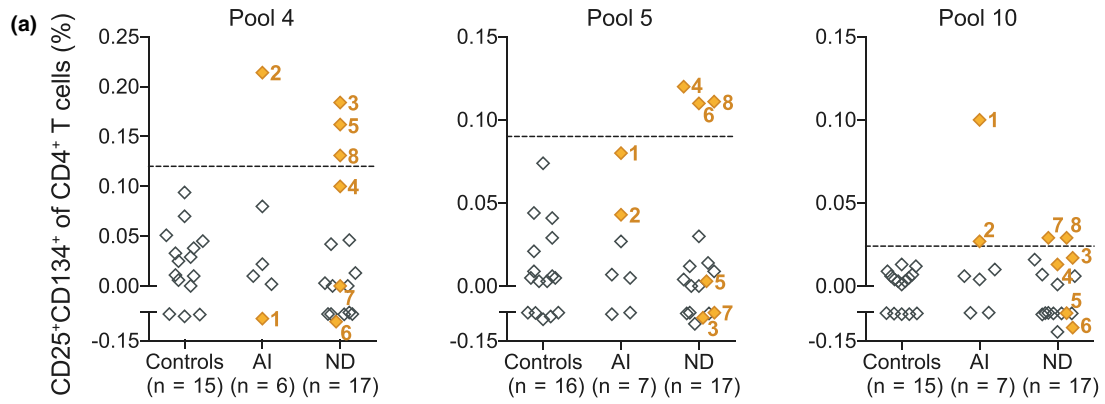 (a)
CD25⁺CD134⁺ of CD4⁺ T cells (%)
Pool 4
0.25
0.20
0.15
0.10
0.05
0.00
-0.15
2
1
3
5
8
4
7
6
Controls
(n = 15)
AI
(n = 6)
ND
(n = 17)
Pool 5
0.15
0.10
0.05
0.00
-0.15
1
2
4
6
8
5
7
3
Controls
(n = 16)
AI
(n = 7)
ND
(n = 17)
Pool 10
0.15
0.10
0.05
0.00
-0.15
1
2
7
8
3
4
5
6
Controls
(n = 15)
AI
(n = 7)
ND
(n = 17)